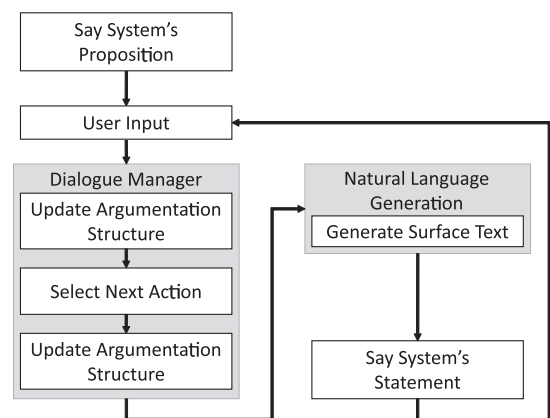 Say System's
Proposition
User Input
Dialogue Manager
Update Argumentation
Structure
Select Next Action
Update Argumentation
Structure
Natural Language
Generation
Generate Surface Text
Say System's
Statement